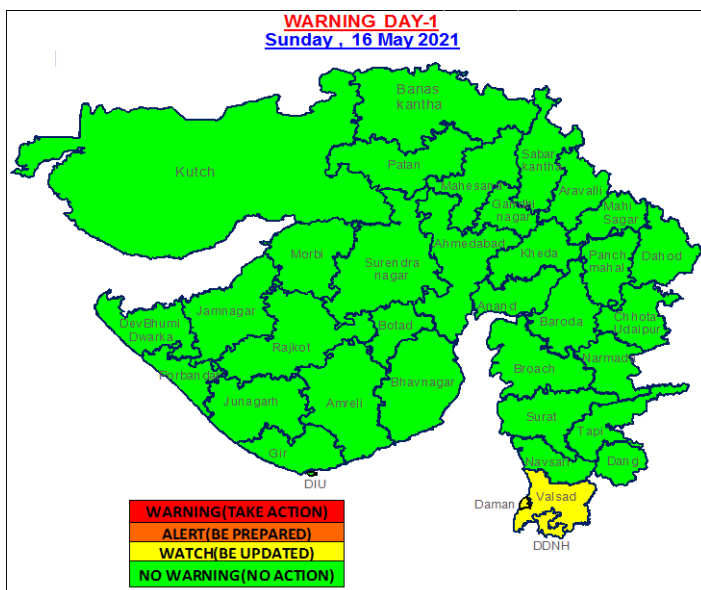 WARNING DAY-1
Sunday , 16 May 2021
Banas
kantha
Kutch
Patan
Sabar
kantha
Mahesana
Aravalli
Gandhi
nagar
Mahi
Sagar
Ahmedabad
Morbi
Kheda
Panch
mahal
Dahod
Surendra
nagar
Jamnagar
Anand
Baroda
Chhota
Udaipur
DevBhumi
Dwarka
Botad
Rajkot
Narmada
Porbandar
Broach
Bhavnagar
Junagarh
Amreli
Surat
Tapi
Gir
Navsari
Dang
DIU
Valsad
Daman
DDNH
WARNING(TAKE ACTION)
ALERT(BE PREPARED)
WATCH(BE UPDATED)
NO WARNING(NO ACTION)